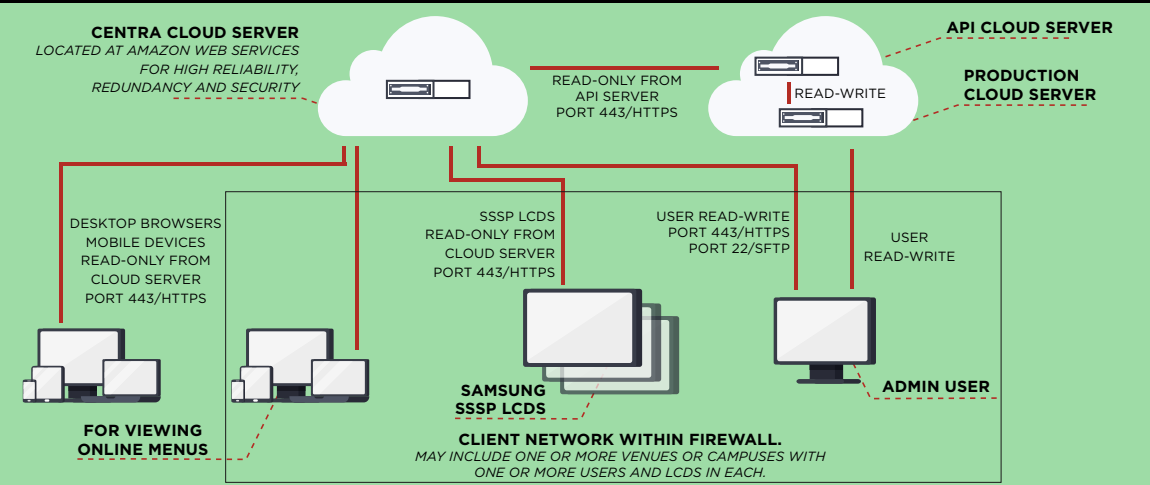 CENTRA CLOUD SERVER
LOCATED AT AMAZON WEB SERVICES
FOR HIGH RELIABILITY,
REDUNDANCY AND SECURITY
READ-ONLY FROM
API SERVER
PORT 443/HTTPS
API CLOUD SERVER
PRODUCTION
CLOUD SERVER
READ-WRITE
DESKTOP BROWSERS
MOBILE DEVICES
READ-ONLY FROM
CLOUD SERVER
PORT 443/HTTPS
SSSP LCDS
READ-ONLY FROM
CLOUD SERVER
PORT 443/HTTPS
USER READ-WRITE
PORT 443/HTTPS
PORT 22/SFTP
USER
READ-WRITE
FOR VIEWING
ONLINE MENUS
SAMSUNG
SSSP LCDS
ADMIN USER
CLIENT NETWORK WITHIN FIREWALL.
MAY INCLUDE ONE OR MORE VENUES OR CAMPUSES WITH
ONE OR MORE USERS AND LCDS IN EACH.